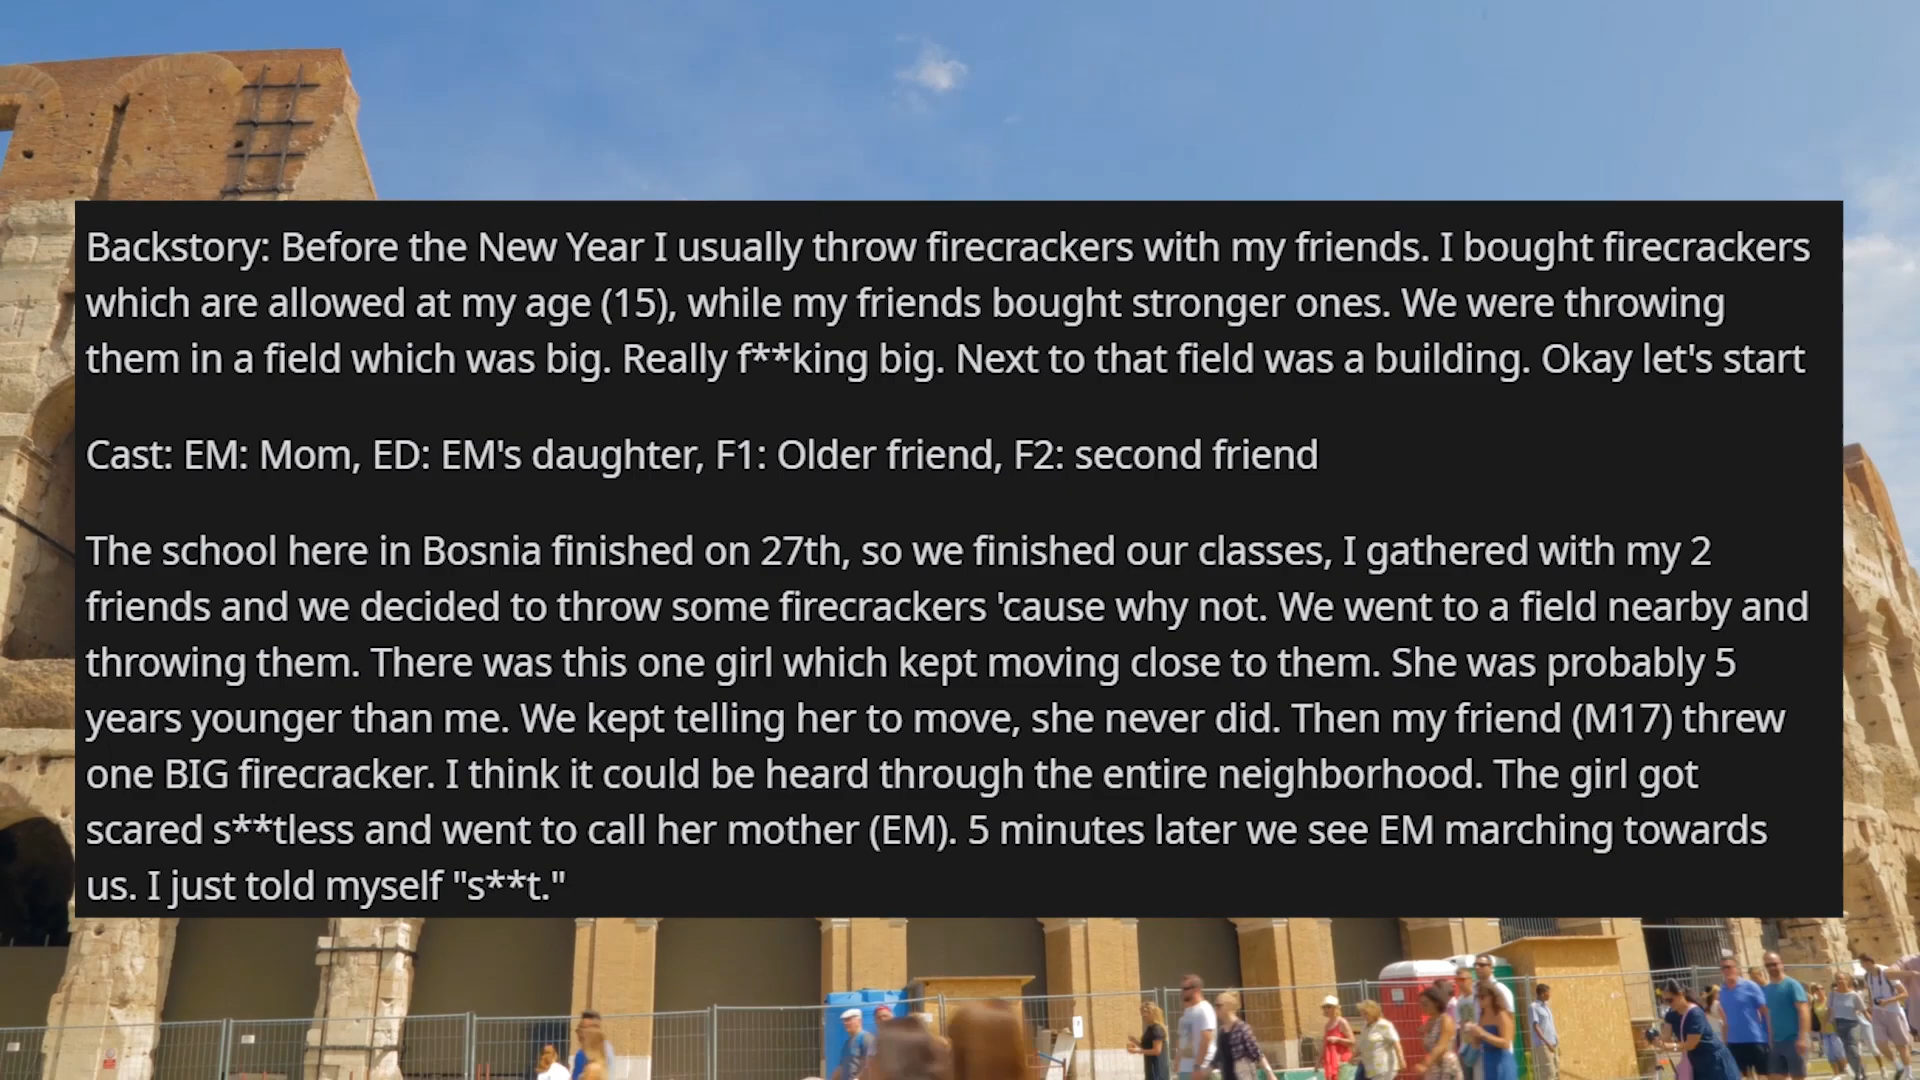 Backstory: Before the New Year I usually throw firecrackers with my friends. I bought firecrackers
which are allowed at my age (15), while my friends bought stronger ones. We were throwing
them in a field which was big. Really f**king big. Next to that field was a building. Okay let's start
Cast: EM: Mom, ED: EM's daughter, F1: Older friend, F2: second friend
The school here in Bosnia finished on 27th, so we finished our classes, I gathered with my 2
friends and we decided to throw some firecrackers 'cause why not. We went to a field nearby and
throwing them. There was this one girl which kept moving close to them. She was probably 5
years younger than me. We kept telling her to move, she never did. Then my friend (M17) threw
one BIG firecracker. I think it could be heard through the entire neighborhood. The girl got
scared s**tless and went to call her mother (EM). 5 minutes later we see EM marching towards
us. I just told myself "s**t."